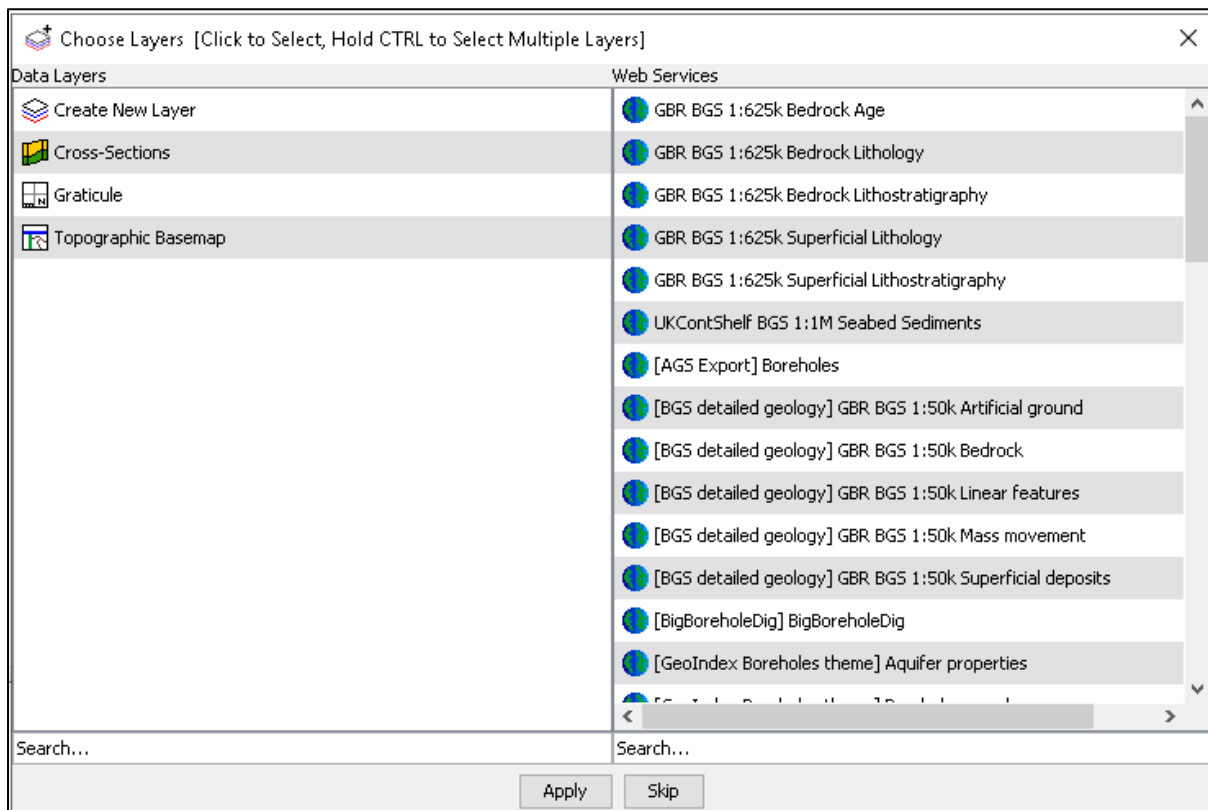 Choose Layers [Click to Select, Hold CTRL to Select Multiple Layers]
Data Layers
Create New Layer
Cross-Sections
Graticule
Topographic Basemap
Search...
Web Services
GBR BGS 1:625k Bedrock Age
GBR BGS 1:625k Bedrock Lithology
GBR BGS 1:625k Bedrock Lithostratigraphy
GBR BGS 1:625k Superficial Lithology
GBR BGS 1:625k Superficial Lithostratigraphy
UKContShelf BGS 1:1M Seabed Sediments
[AGS Export] Boreholes
[BGS detailed geology] GBR BGS 1:50k Artificial ground
[BGS detailed geology] GBR BGS 1:50k Bedrock
[BGS detailed geology] GBR BGS 1:50k Linear features
[BGS detailed geology] GBR BGS 1:50k Mass movement
[BGS detailed geology] GBR BGS 1:50k Superficial deposits
[BigBoreholeDig] BigBoreholeDig
[GeoIndex Boreholes theme] Aquifer properties
Search...
Apply
Skip